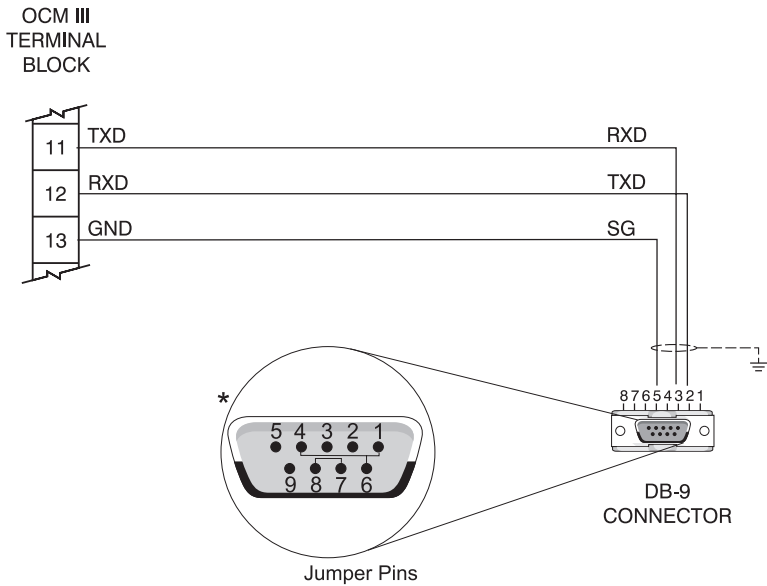 OCM III
TERMINAL
BLOCK
11 TXD RXD
12 RXD TXD
13 GND SG
87654321
*
5 4 3 2 1
9 8 7 6
DB-9
CONNECTOR
Jumper Pins